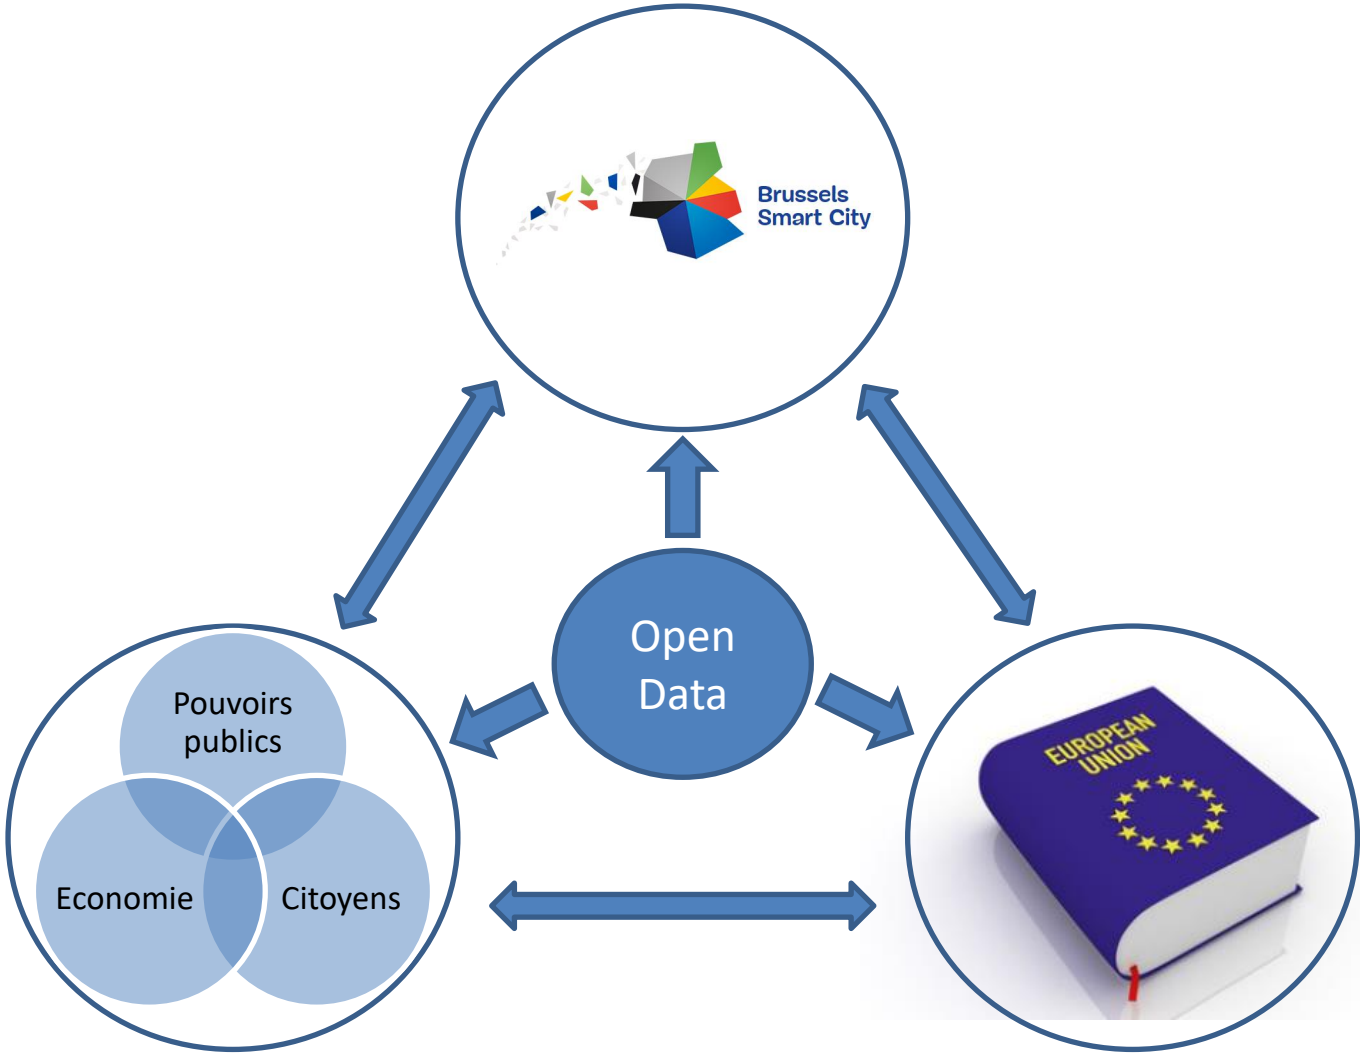 Brussels
Smart City
Open
Data
Pouvoirs
publics
Economie
Citoyens
EUROPEAN
UNION